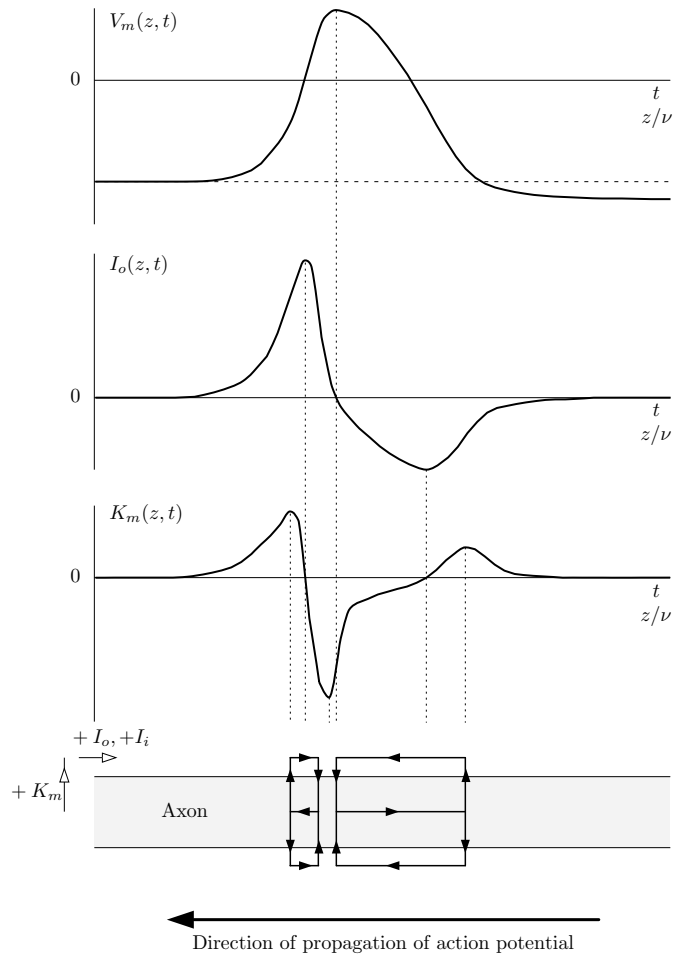 V_m(z, t)
0
t
z/ν
I_o(z, t)
0
t
z/ν
K_m(z, t)
0
t
z/ν
+ I_o, +I_i
+ K_m
Axon
Direction of propagation of action potential